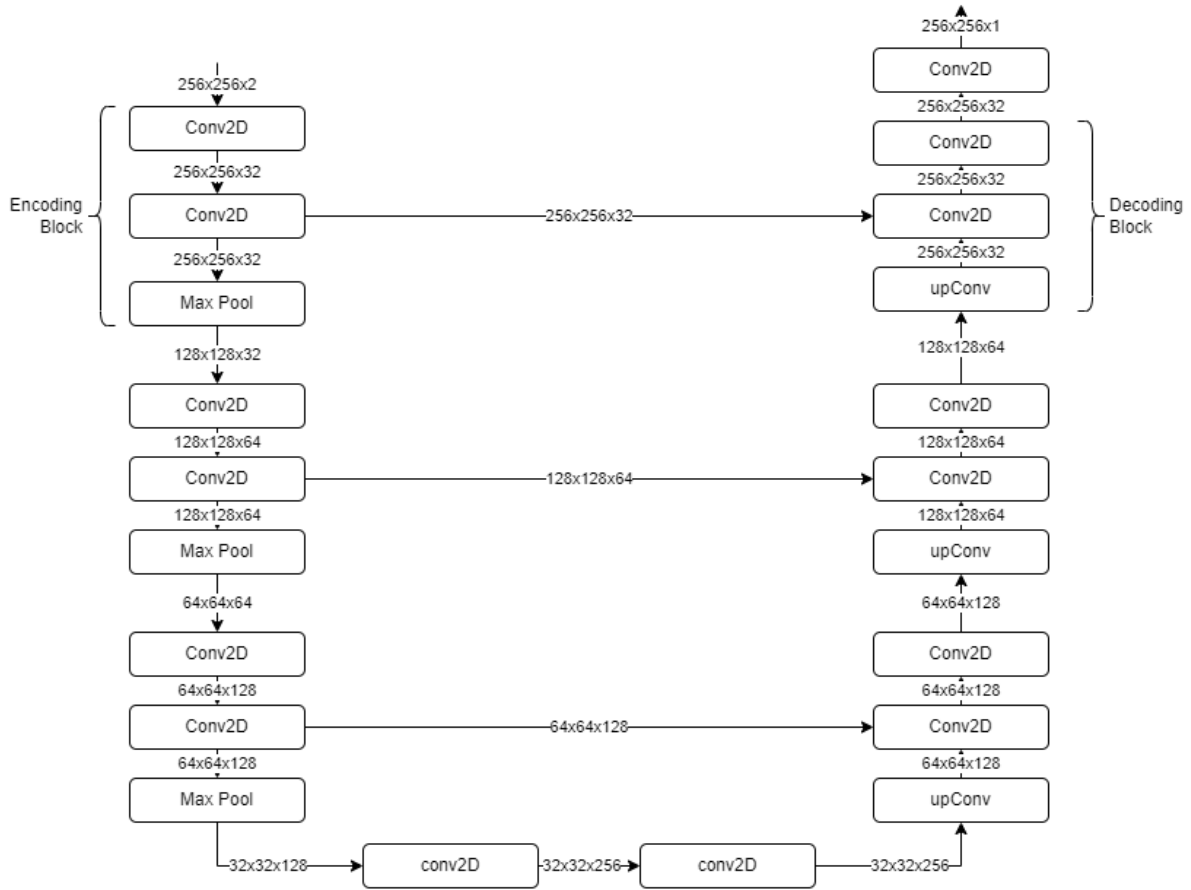 256x256x2
Conv2D
256x256x32
Encoding
Block
Conv2D
256x256x32
Max Pool
128x128x32
Conv2D
128x128x64
Conv2D
128x128x64
Max Pool
64x64x64
Conv2D
64x64x128
Conv2D
64x64x128
Max Pool
32x32x128
conv2D
32x32x256
conv2D
32x32x256
256x256x32
128x128x64
64x64x128
256x256x1
Conv2D
256x256x32
Conv2D
256x256x32
Conv2D
Decoding
Block
256x256x32
upConv
128x128x64
Conv2D
128x128x64
Conv2D
128x128x64
upConv
64x64x128
Conv2D
64x64x128
Conv2D
64x64x128
upConv